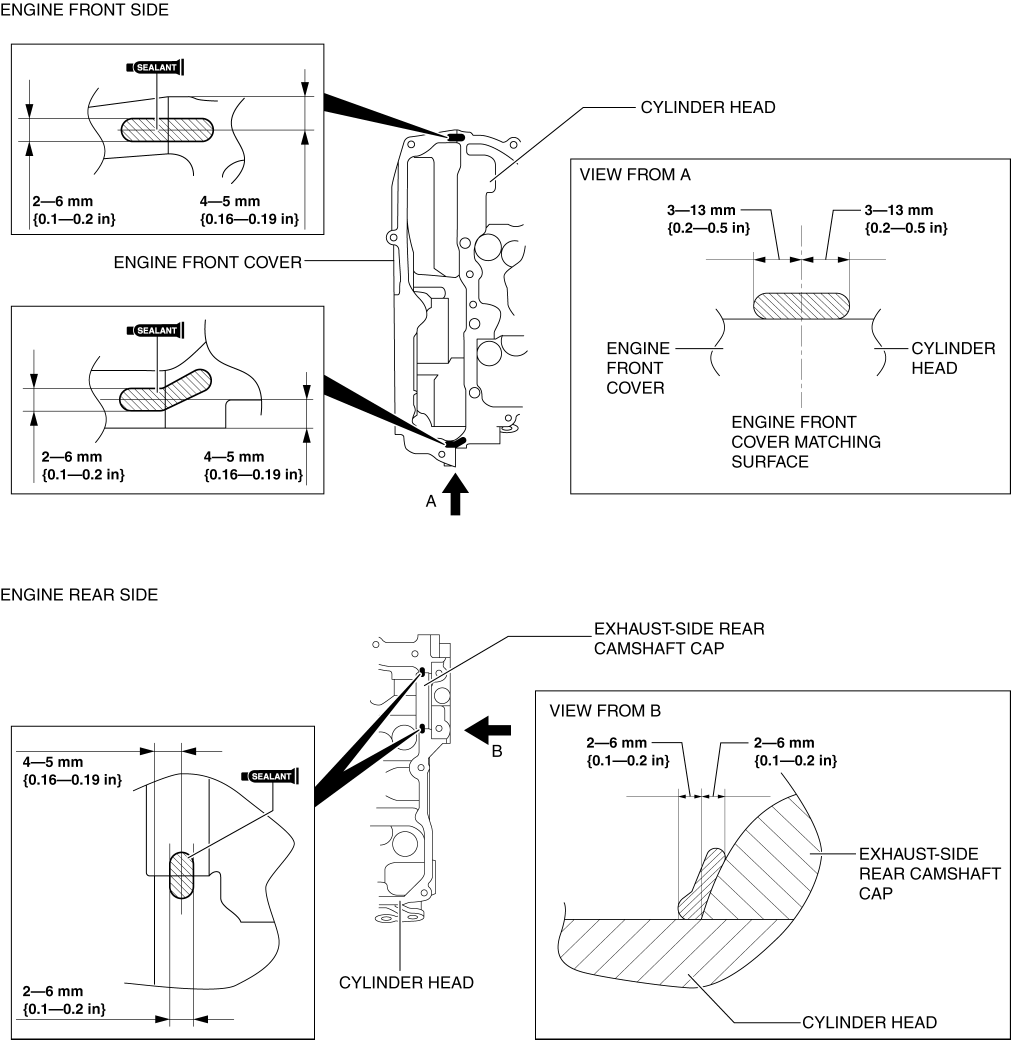 ENGINE FRONT SIDE
SEALANT
2—6 mm
{0.1—0.2 in}
4—5 mm
{0.16—0.19 in}
CYLINDER HEAD
ENGINE FRONT COVER
SEALANT
2—6 mm
{0.1—0.2 in}
4—5 mm
{0.16—0.19 in}
A
VIEW FROM A
3—13 mm
{0.2—0.5 in}
3—13 mm
{0.2—0.5 in}
ENGINE
FRONT
COVER
CYLINDER
HEAD
ENGINE FRONT
COVER MATCHING
SURFACE
ENGINE REAR SIDE
EXHAUST-SIDE REAR
CAMSHAFT CAP
B
4—5 mm
{0.16—0.19 in}
SEALANT
2—6 mm
{0.1—0.2 in}
CYLINDER HEAD
VIEW FROM B
2—6 mm
{0.1—0.2 in}
2—6 mm
{0.1—0.2 in}
EXHAUST-SIDE
REAR CAMSHAFT
CAP
CYLINDER HEAD